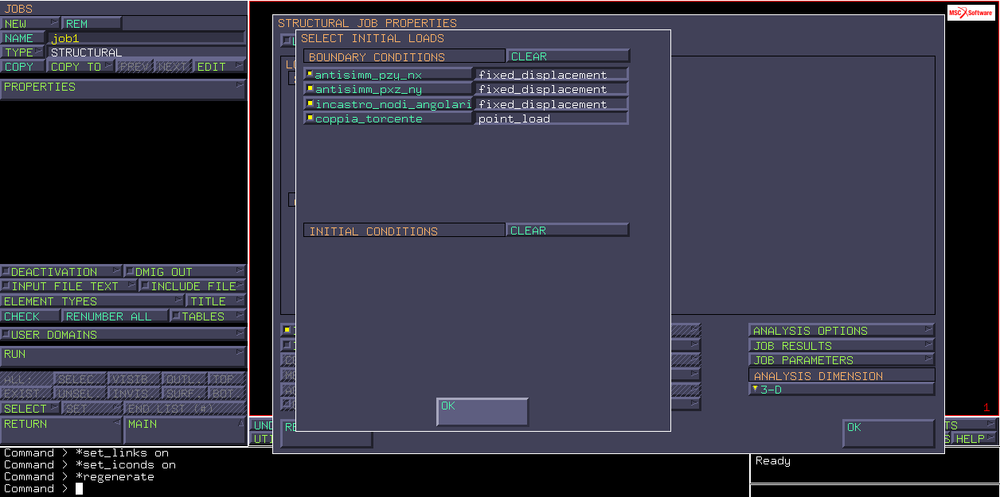 JOBS
NEW REM
NAME job1
TYPE STRUCTURAL
COPY COPY TO PREV NEXT EDIT
PROPERTIES
DEACTIVATION DMIG OUT
INPUT FILE TEXT INCLUDE FILE
ELEMENT TYPES TITLE
CHECK RENUMBER ALL TABLES
USER DOMAINS
RUN
ALL: SELEC. VISIB. OUTL. TOP
EXIST. UNSEL. INVIS. SURF. BOT.
SELECT SET END LIST (#)
RETURN MAIN
STRUCTURAL JOB PROPERTIES
SELECT INITIAL LOADS
BOUNDARY CONDITIONS CLEAR
antisimm_pzy_nx fixed_displacement
antisimm_pxz_ny fixed_displacement
incastro_nodi_angolari fixed_displacement
coppia_torcente point_load
INITIAL CONDITIONS CLEAR
OK
ANALYSIS OPTIONS
JOB RESULTS
JOB PARAMETERS
ANALYSIS DIMENSION
3-D
OK
MSC Software
1
HELP
Command > *set_links on
Command > *set_iconds on
Command > *regenerate
Command >
Ready